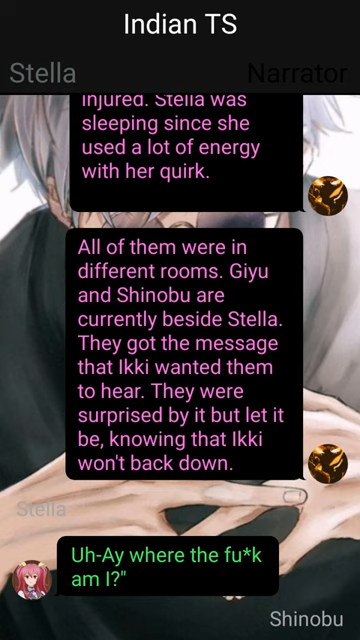 Indian TS
Stella Narrator
injured. Stella was
sleeping since she
used a lot of energy
with her quirk.
All of them were in
different rooms. Giyu
and Shinobu are
currently beside Stella.
They got the message
that Ikki wanted them
to hear. They were
surprised by it but let it
be, knowing that Ikki
won't back down.
Stella
Uh-Ay where the fu*k
am I?"
Shinobu